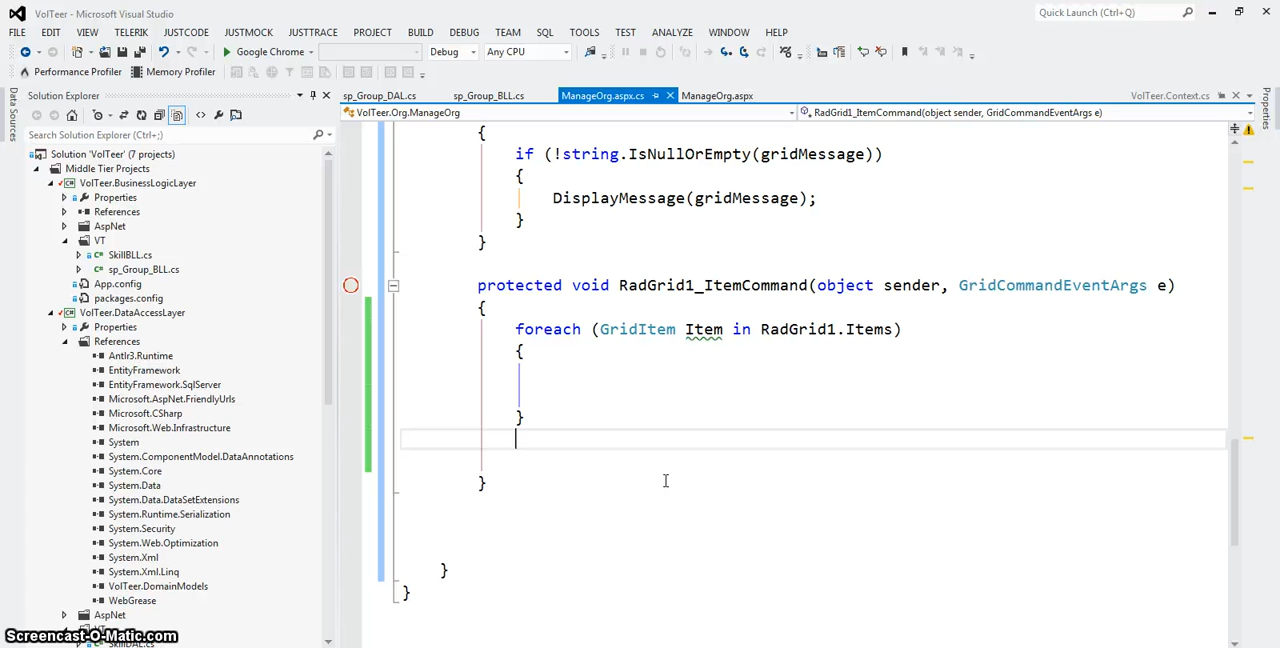 VolTeer - Microsoft Visual Studio
Quick Launch (Ctrl+Q)
FILE EDIT VIEW TELERIK JUSTCODE JUSTMOCK JUSTTRACE PROJECT BUILD DEBUG TEAM SQL TOOLS TEST ANALYZE WINDOW HELP
Google Chrome Debug Any CPU
Performance Profiler Memory Profiler
Data Sources
Solution Explorer
Search Solution Explorer (Ctrl+;)
Solution 'VolTeer' (7 projects)
Middle Tier Projects
VolTeer.BusinessLogicLayer
Properties
References
AspNet
VT
SkillBLL.cs
sp_Group_BLL.cs
App.config
packages.config
VolTeer.DataAccessLayer
Properties
References
Antlr3.Runtime
EntityFramework
EntityFramework.SqlServer
Microsoft.AspNet.FriendlyUrls
Microsoft.CSharp
Microsoft.Web.Infrastructure
System
System.ComponentModel.DataAnnotations
System.Core
System.Data
System.Data.DataSetExtensions
System.Runtime.Serialization
System.Security
System.Web.Optimization
System.Xml
System.Xml.Linq
VolTeer.DomainModels
WebGrease
AspNet
VT
SkillDAL.cs
sp_Group_DAL.cs sp_Group_BLL.cs ManageOrg.aspx.cs ManageOrg.aspx VolTeer.Context.cs
VolTeer.Org.ManageOrg RadGrid1_ItemCommand(object sender, GridCommandEventArgs e)
{
if (!string.IsNullOrEmpty(gridMessage))
{
DisplayMessage(gridMessage);
}
}
protected void RadGrid1_ItemCommand(object sender, GridCommandEventArgs e)
{
foreach (GridItem Item in RadGrid1.Items)
{
}
}
}
}
Properties
Screencast-O-Matic.com